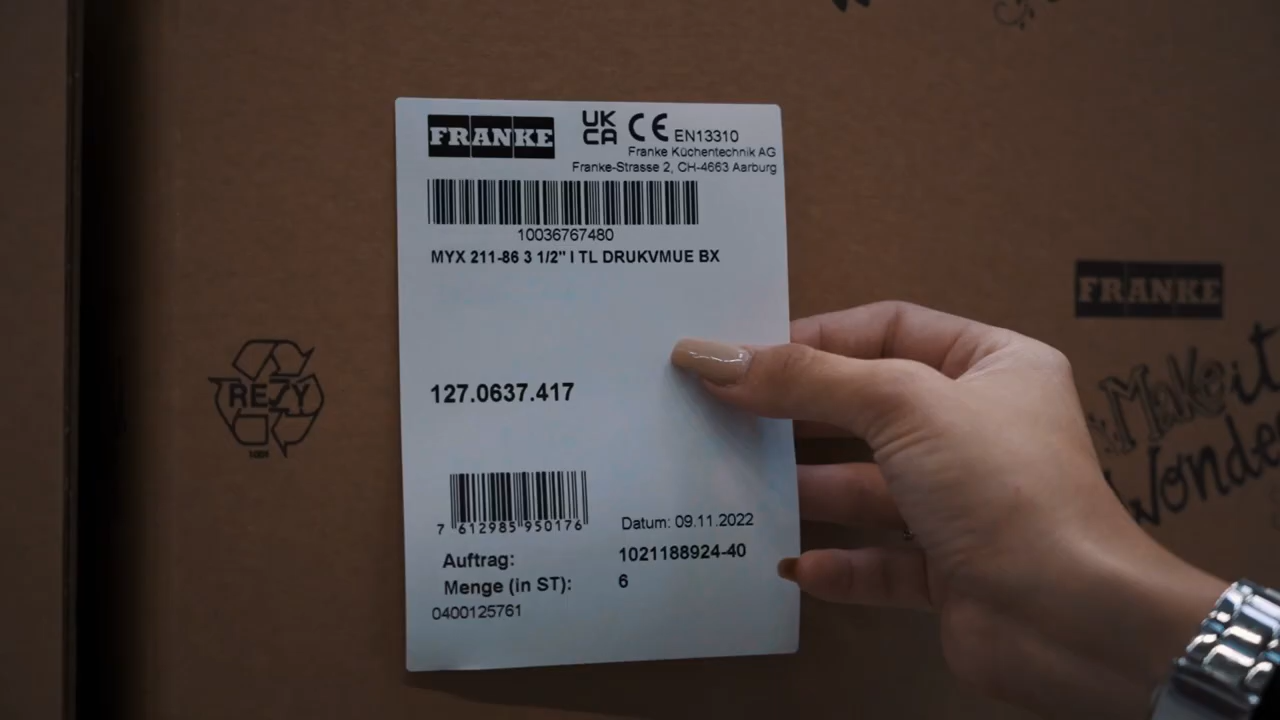 FRANKE
UK
CA
CE EN13310
Franke Küchentechnik AG
Franke-Strasse 2, CH-4663 Aarburg
10036767480
MYX 211-86 3 1/2" I TL DRUKVMUE BX
127.0637.417
7 612985 950176
Datum: 09.11.2022
Auftrag: 1021188924-40
Menge (in ST): 6
0400125761
RESY
FRANKE
Make it
Wonde